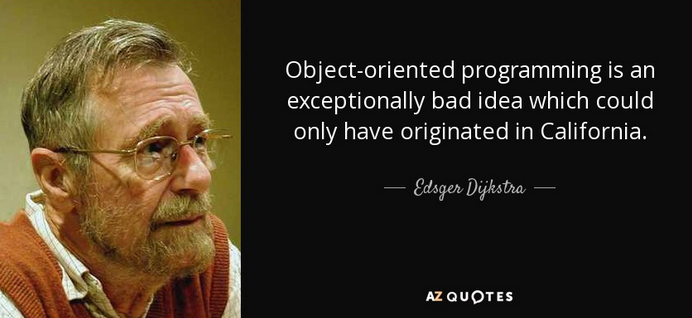 Object-oriented programming is an
exceptionally bad idea which could
only have originated in California.
Edsger Dijkstra
AZ QUOTES